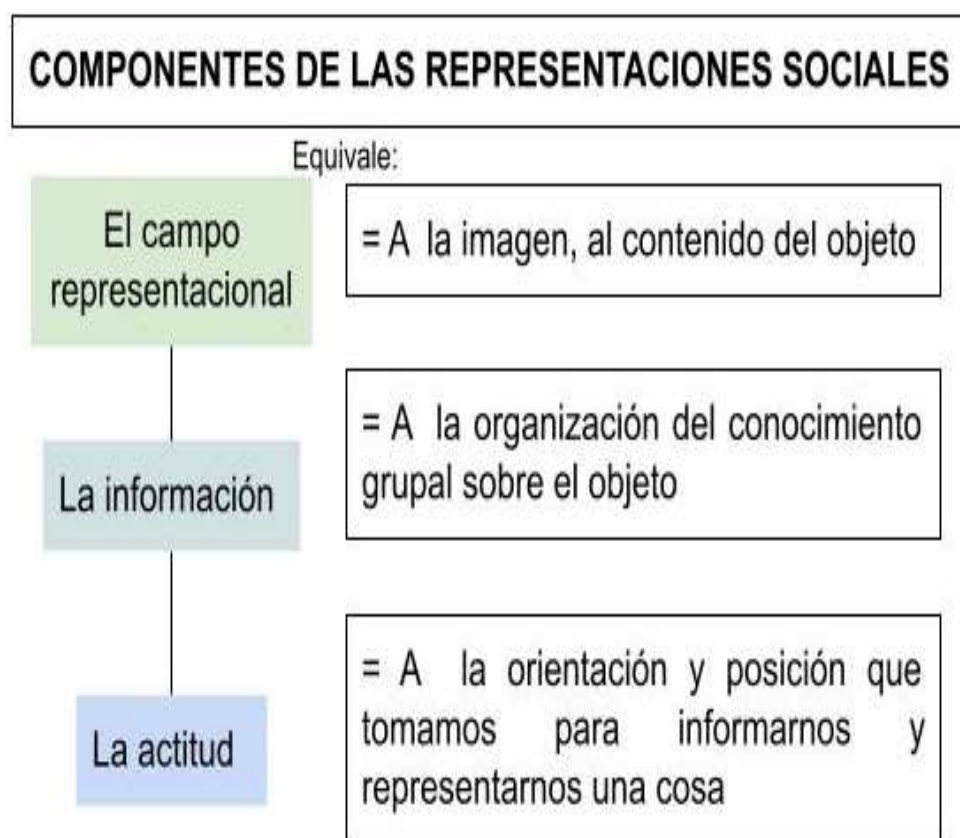 COMPONENTES DE LAS REPRESENTACIONES SOCIALES
Equivale:
El campo
representacional
= A la imagen, al contenido del objeto
La información
= A la organización del conocimiento
grupal sobre el objeto
La actitud
= A la orientación y posición que
tomamos para informarnos y
representarnos una cosa